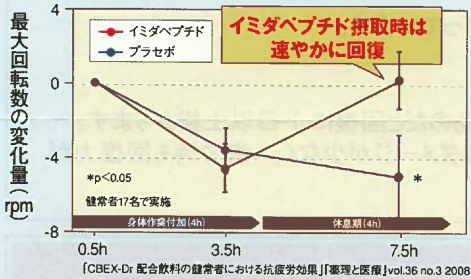 最大回転数の変化量(rpm)
4
0
-4
-8
イミダペプチド
プラセボ
イミダペプチド摂取時は
速やかに回復
*
*p<0.05
健常者17名で実施
身体作業付加(4h)
休息期(4h)
0.5h
3.5h
7.5h
「CBEX-Dr 配合飲料の健常者における抗疲労効果」『薬理と医療』vol.36 no.3 2008